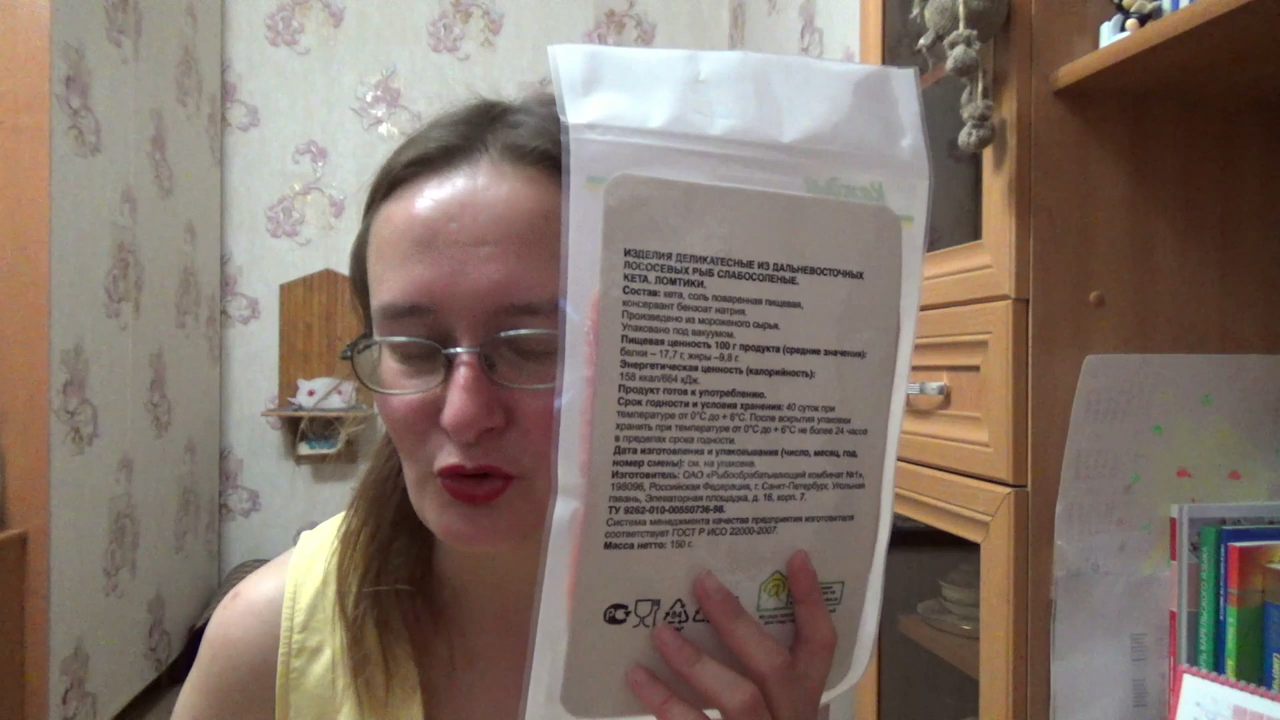 ИЗДЕЛИЯ ДЕЛИКАТЕСНЫЕ ИЗ ДАЛЬНЕВОСТОЧНЫХ
ЛОСОСЕВЫХ РЫБ СЛАБОСОЛЕНЫЕ.
КЕТА. ЛОМТИКИ.
Состав: кета, соль поваренная пищевая,
консервант бензоат натрия.
Произведено из мороженого сырья.
Упаковано под вакуумом.
Пищевая ценность 100 г продукта (средние значения):
белки – 17,7 г, жиры –9,8 г.
Энергетическая ценность (калорийность):
158 ккал/664 кДж.
Продукт готов к употреблению.
Срок годности и условия хранения: 40 суток при
температуре от 0°С до + 6°С. После вскрытия упаковки
хранить при температуре от 0°С до + 6°С не более 24 часов
в пределах срока годности.
Дата изготовления и упаковывания (число, месяц, год,
номер смены): см. на упаковке.
Изготовитель: ОАО «Рыбообрабатывающий комбинат №1»,
198096, Российская Федерация, г. Санкт-Петербург, Угольная
гавань, Элеваторная площадка, д. 16, корп. 7.
ТУ 9262-010-00550736-98.
Система менеджмента качества предприятия изготовителя
соответствует ГОСТ Р ИСО 22000-2007.
Масса нетто: 150 г.